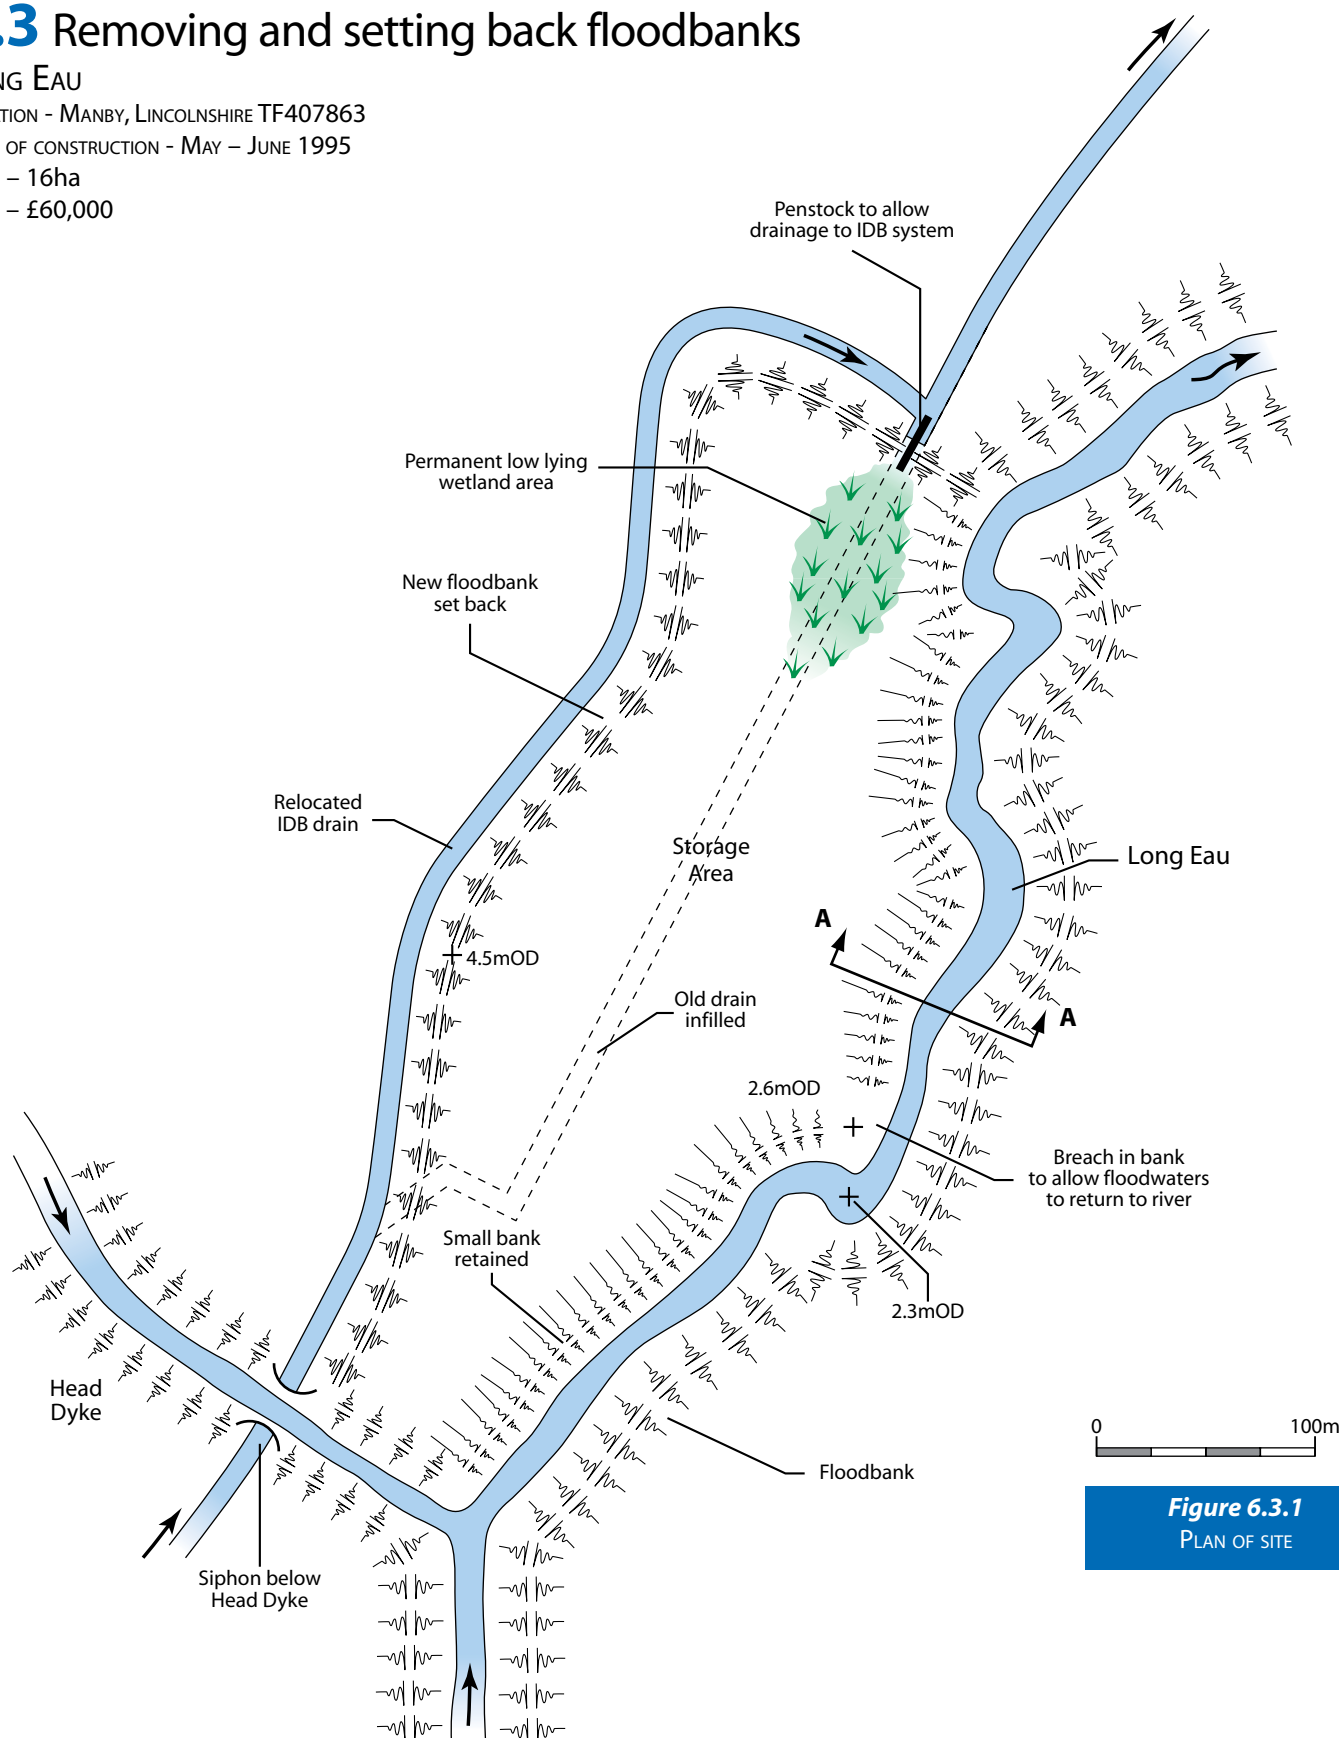 .3 Removing and setting back floodbanks
NG EAU
TION - MANBY, LINCOLNSHIRE TF407863
OF CONSTRUCTION - MAY – JUNE 1995
– 16ha
– £60,000
Penstock to allow
drainage to IDB system
Permanent low lying
wetland area
New floodbank
set back
Relocated
IDB drain
Storage
Area
Long Eau
A
4.5mOD
Old drain
infilled
A
2.6mOD
Breach in bank
to allow floodwaters
to return to river
Small bank
retained
2.3mOD
Head
Dyke
0 100m
Floodbank
Figure 6.3.1
PLAN OF SITE
Siphon below
Head Dyke